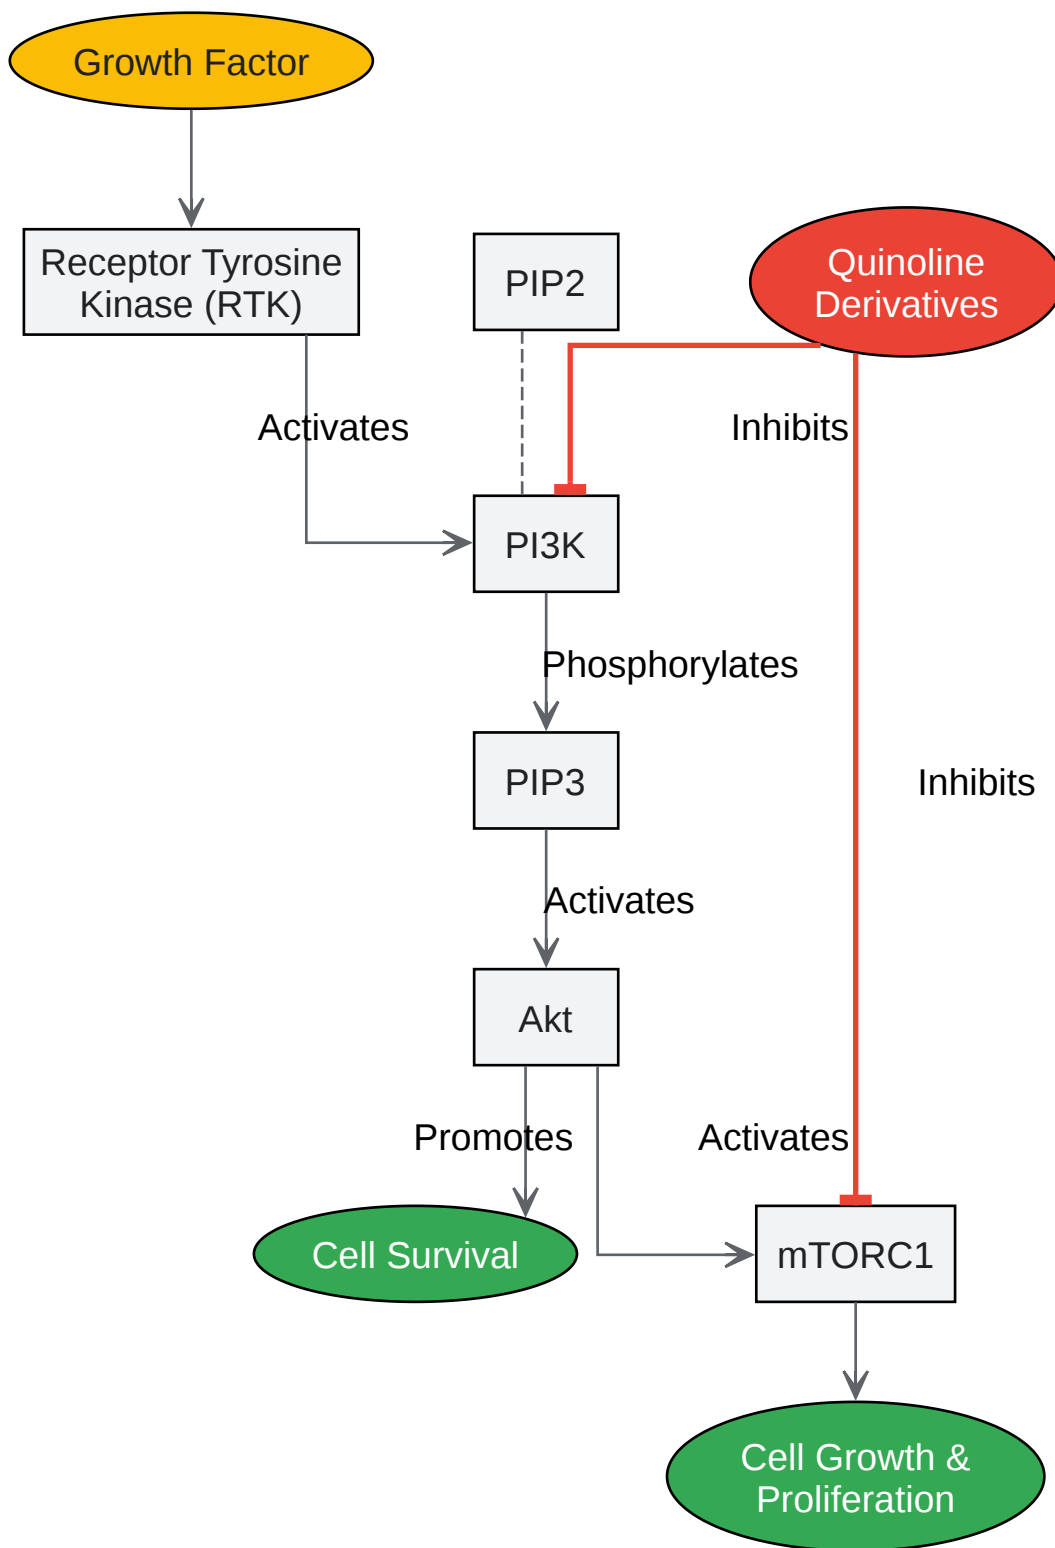 Growth Factor
Receptor Tyrosine
Kinase (RTK)
PIP2
Quinoline
Derivatives
Activates
Inhibits
PI3K
Phosphorylates
PIP3
Inhibits
Activates
Akt
Promotes
Activates
Cell Survival
mTORC1
Cell Growth &
Proliferation